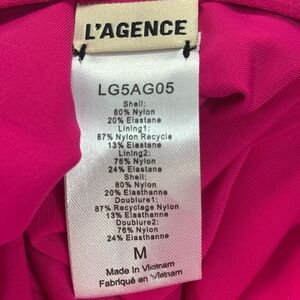 L'AGENCE
LG5AG05
Shell:
80% Nylon
20% Elastane
Lining1:
87% Nylon Recycle
13% Elastane
Lining2:
76% Nylon
24% Elastane
Shell:
80% Nylon
20% Elasthanne
Doublure1:
87% Recyclage Nylon
13% Elasthanne
Doublure2:
76% Nylon
24% Elasthanne
M
Made In Vietnam
Fabriqué en Vietnam